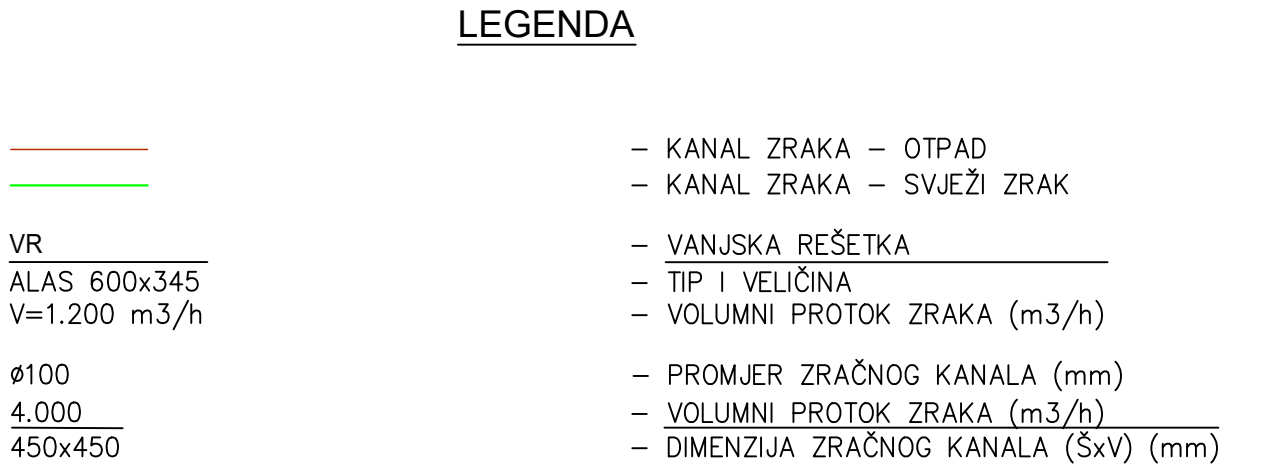 LEGENDA
– KANAL ZRAKA – OTPAD
– KANAL ZRAKA – SVJEŽI ZRAK
VR – VANJSKA REŠETKA
ALAS 600x345 – TIP I VELIČINA
V=1.200 m3/h – VOLUMNI PROTOK ZRAKA (m3/h)
ø100 – PROMJER ZRAČNOG KANALA (mm)
4.000 – VOLUMNI PROTOK ZRAKA (m3/h)
450x450 – DIMENZIJA ZRAČNOG KANALA (ŠxV) (mm)